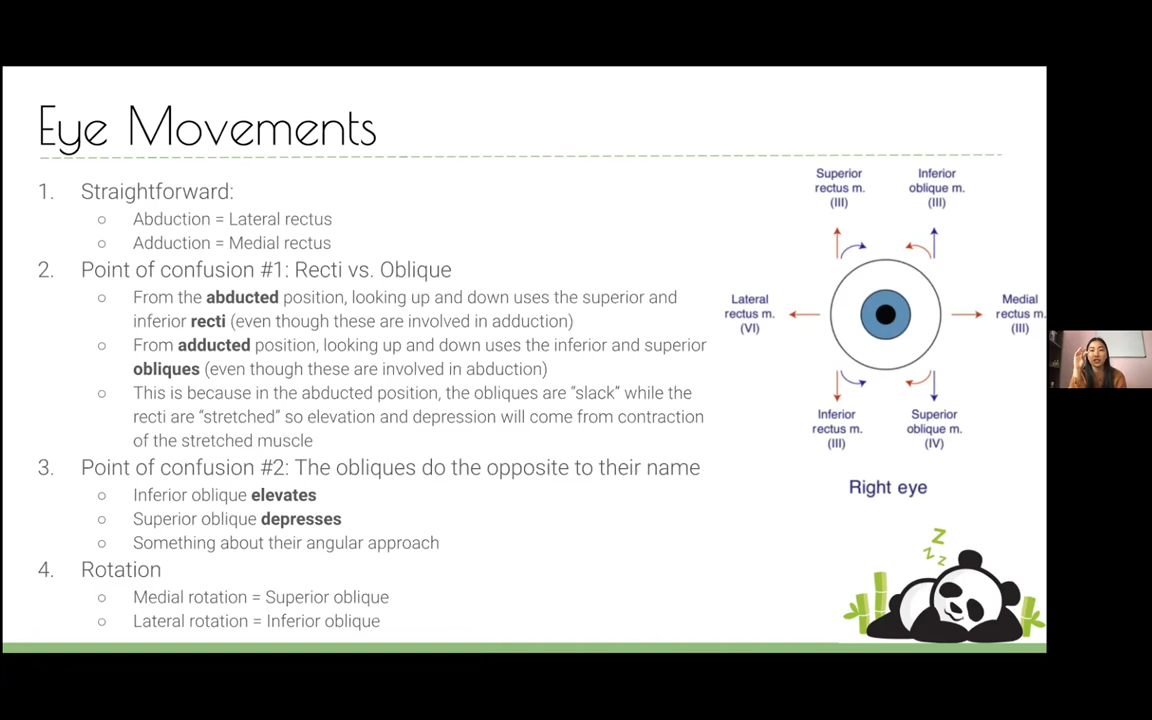 Eye Movements
1. Straightforward:
○ Abduction = Lateral rectus
○ Adduction = Medial rectus
2. Point of confusion #1: Recti vs. Oblique
○ From the abducted position, looking up and down uses the superior and
inferior recti (even though these are involved in adduction)
○ From adducted position, looking up and down uses the inferior and superior
obliques (even though these are involved in abduction)
○ This is because in the abducted position, the obliques are “slack” while the
recti are “stretched” so elevation and depression will come from contraction
of the stretched muscle
3. Point of confusion #2: The obliques do the opposite to their name
○ Inferior oblique elevates
○ Superior oblique depresses
○ Something about their angular approach
4. Rotation
○ Medial rotation = Superior oblique
○ Lateral rotation = Inferior oblique
Superior
rectus m.
(III)
Inferior
oblique m.
(III)
Lateral
rectus m.
(VI)
Medial
rectus m.
(III)
Inferior
rectus m.
(III)
Superior
oblique m.
(IV)
Right eye
Z
Z
Z